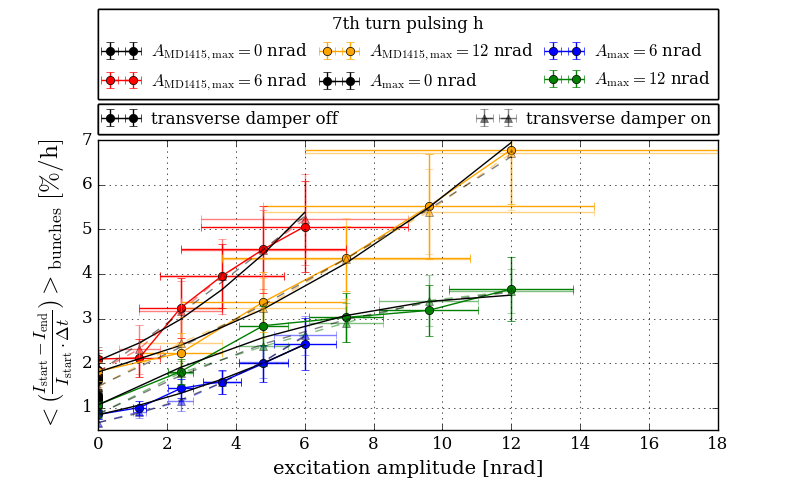 7th turn pulsing h
A_MD1415,max = 0 nrad A_MD1415,max = 12 nrad A_max = 6 nrad
A_MD1415,max = 6 nrad A_max = 0 nrad A_max = 12 nrad
transverse damper off transverse damper on
< (I_start − I_end / I_start · Δt) >_bunches [%/h]
7
6
5
4
3
2
1
0 2 4 6 8 10 12 14 16 18
excitation amplitude [nrad]